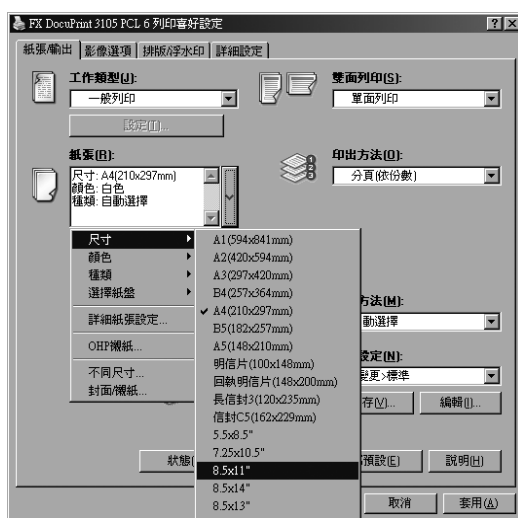 FX DocuPrint 3105 PCL 6 列印喜好設定
紙張/輸出 影像選項 排版/浮水印 詳細設定
工作類型(J):
一般列印
設定(T)...
雙面列印(S):
單面列印
紙張(R):
尺寸: A4(210x297mm)
顏色: 白色
種類: 自動選擇
印出方法(O):
分頁(依份數)
尺寸
顏色
種類
選擇紙盤
詳細紙張設定...
OHP襯紙...
不同尺寸...
封面/襯紙...
A1(594x841mm)
A2(420x594mm)
A3(297x420mm)
B4(257x364mm)
A4(210x297mm)
B5(182x257mm)
A5(148x210mm)
明信片(100x148mm)
回執明信片(148x200mm)
長信封3(120x235mm)
信封C5(162x229mm)
5.5x8.5"
7.25x10.5"
8.5x11"
8.5x14"
8.5x13"
方法(M):
動選擇
設定(N):
變更>標準
存(V)... 編輯(I)...
狀態( 預設(E) 說明(H)
取消 套用(A)